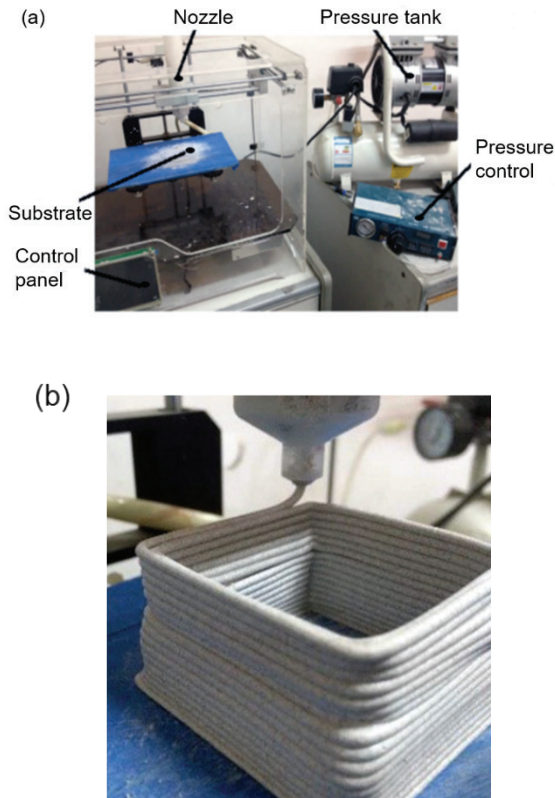 (a)
Nozzle
Pressure tank
Pressure
control
Substrate
Control
panel
(b)